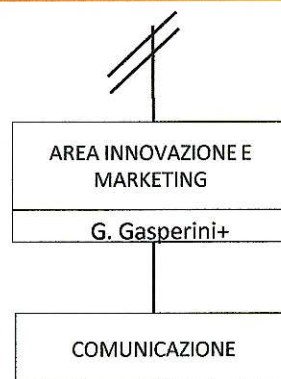 AREA INNOVAZIONE E
MARKETING
G. Gasperini+
COMUNICAZIONE